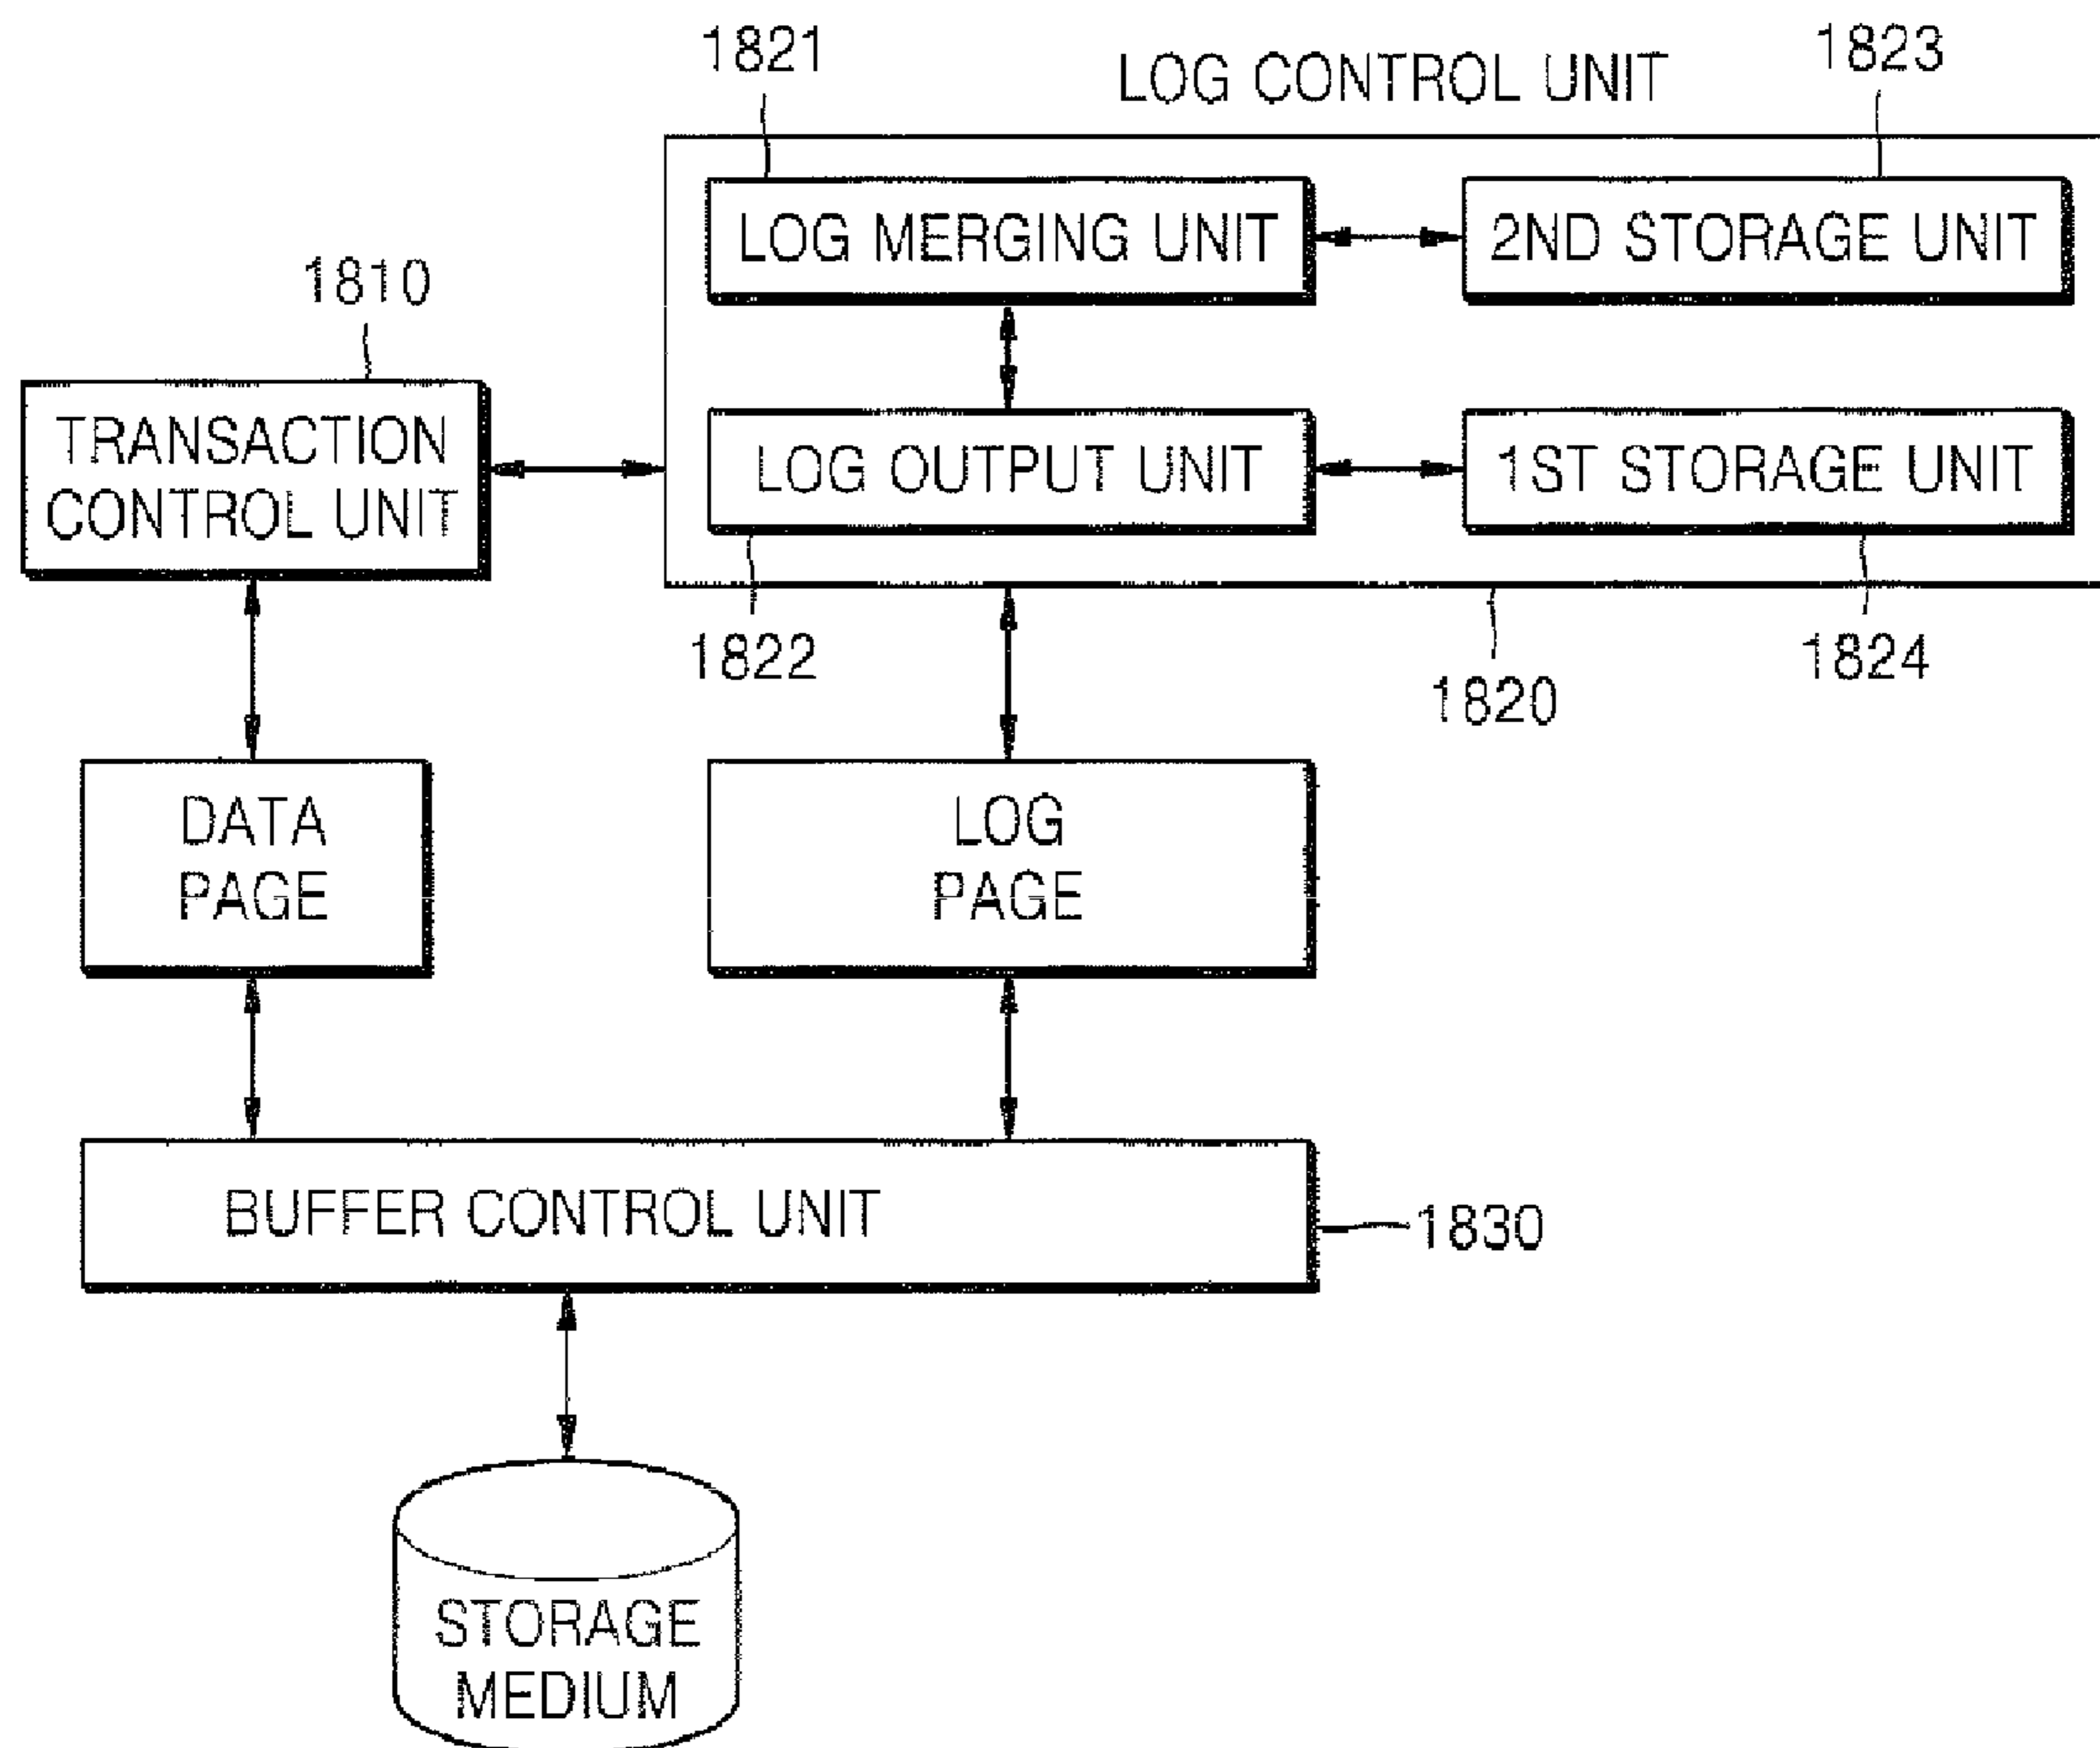 1821
LOG CONTROL UNIT
1823
LOG MERGING UNIT
2ND STORAGE UNIT
1810
TRANSACTION
CONTROL UNIT
LOG OUTPUT UNIT
1ST STORAGE UNIT
1822
1820
1824
DATA
PAGE
LOG
PAGE
BUFFER CONTROL UNIT
1830
STORAGE
MEDIUM